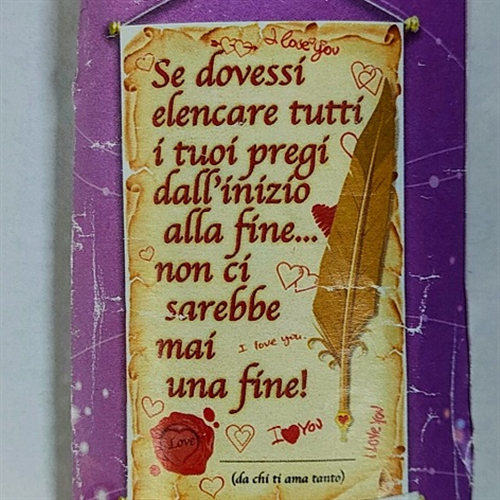 I love you
Se dovessi
elencare tutti
i tuoi pregi
dall'inizio
alla fine...
non ci
sarebbe
mai
I love you.
una fine!
I ♥ YOU
I love you
Love
(da chi ti ama tanto)